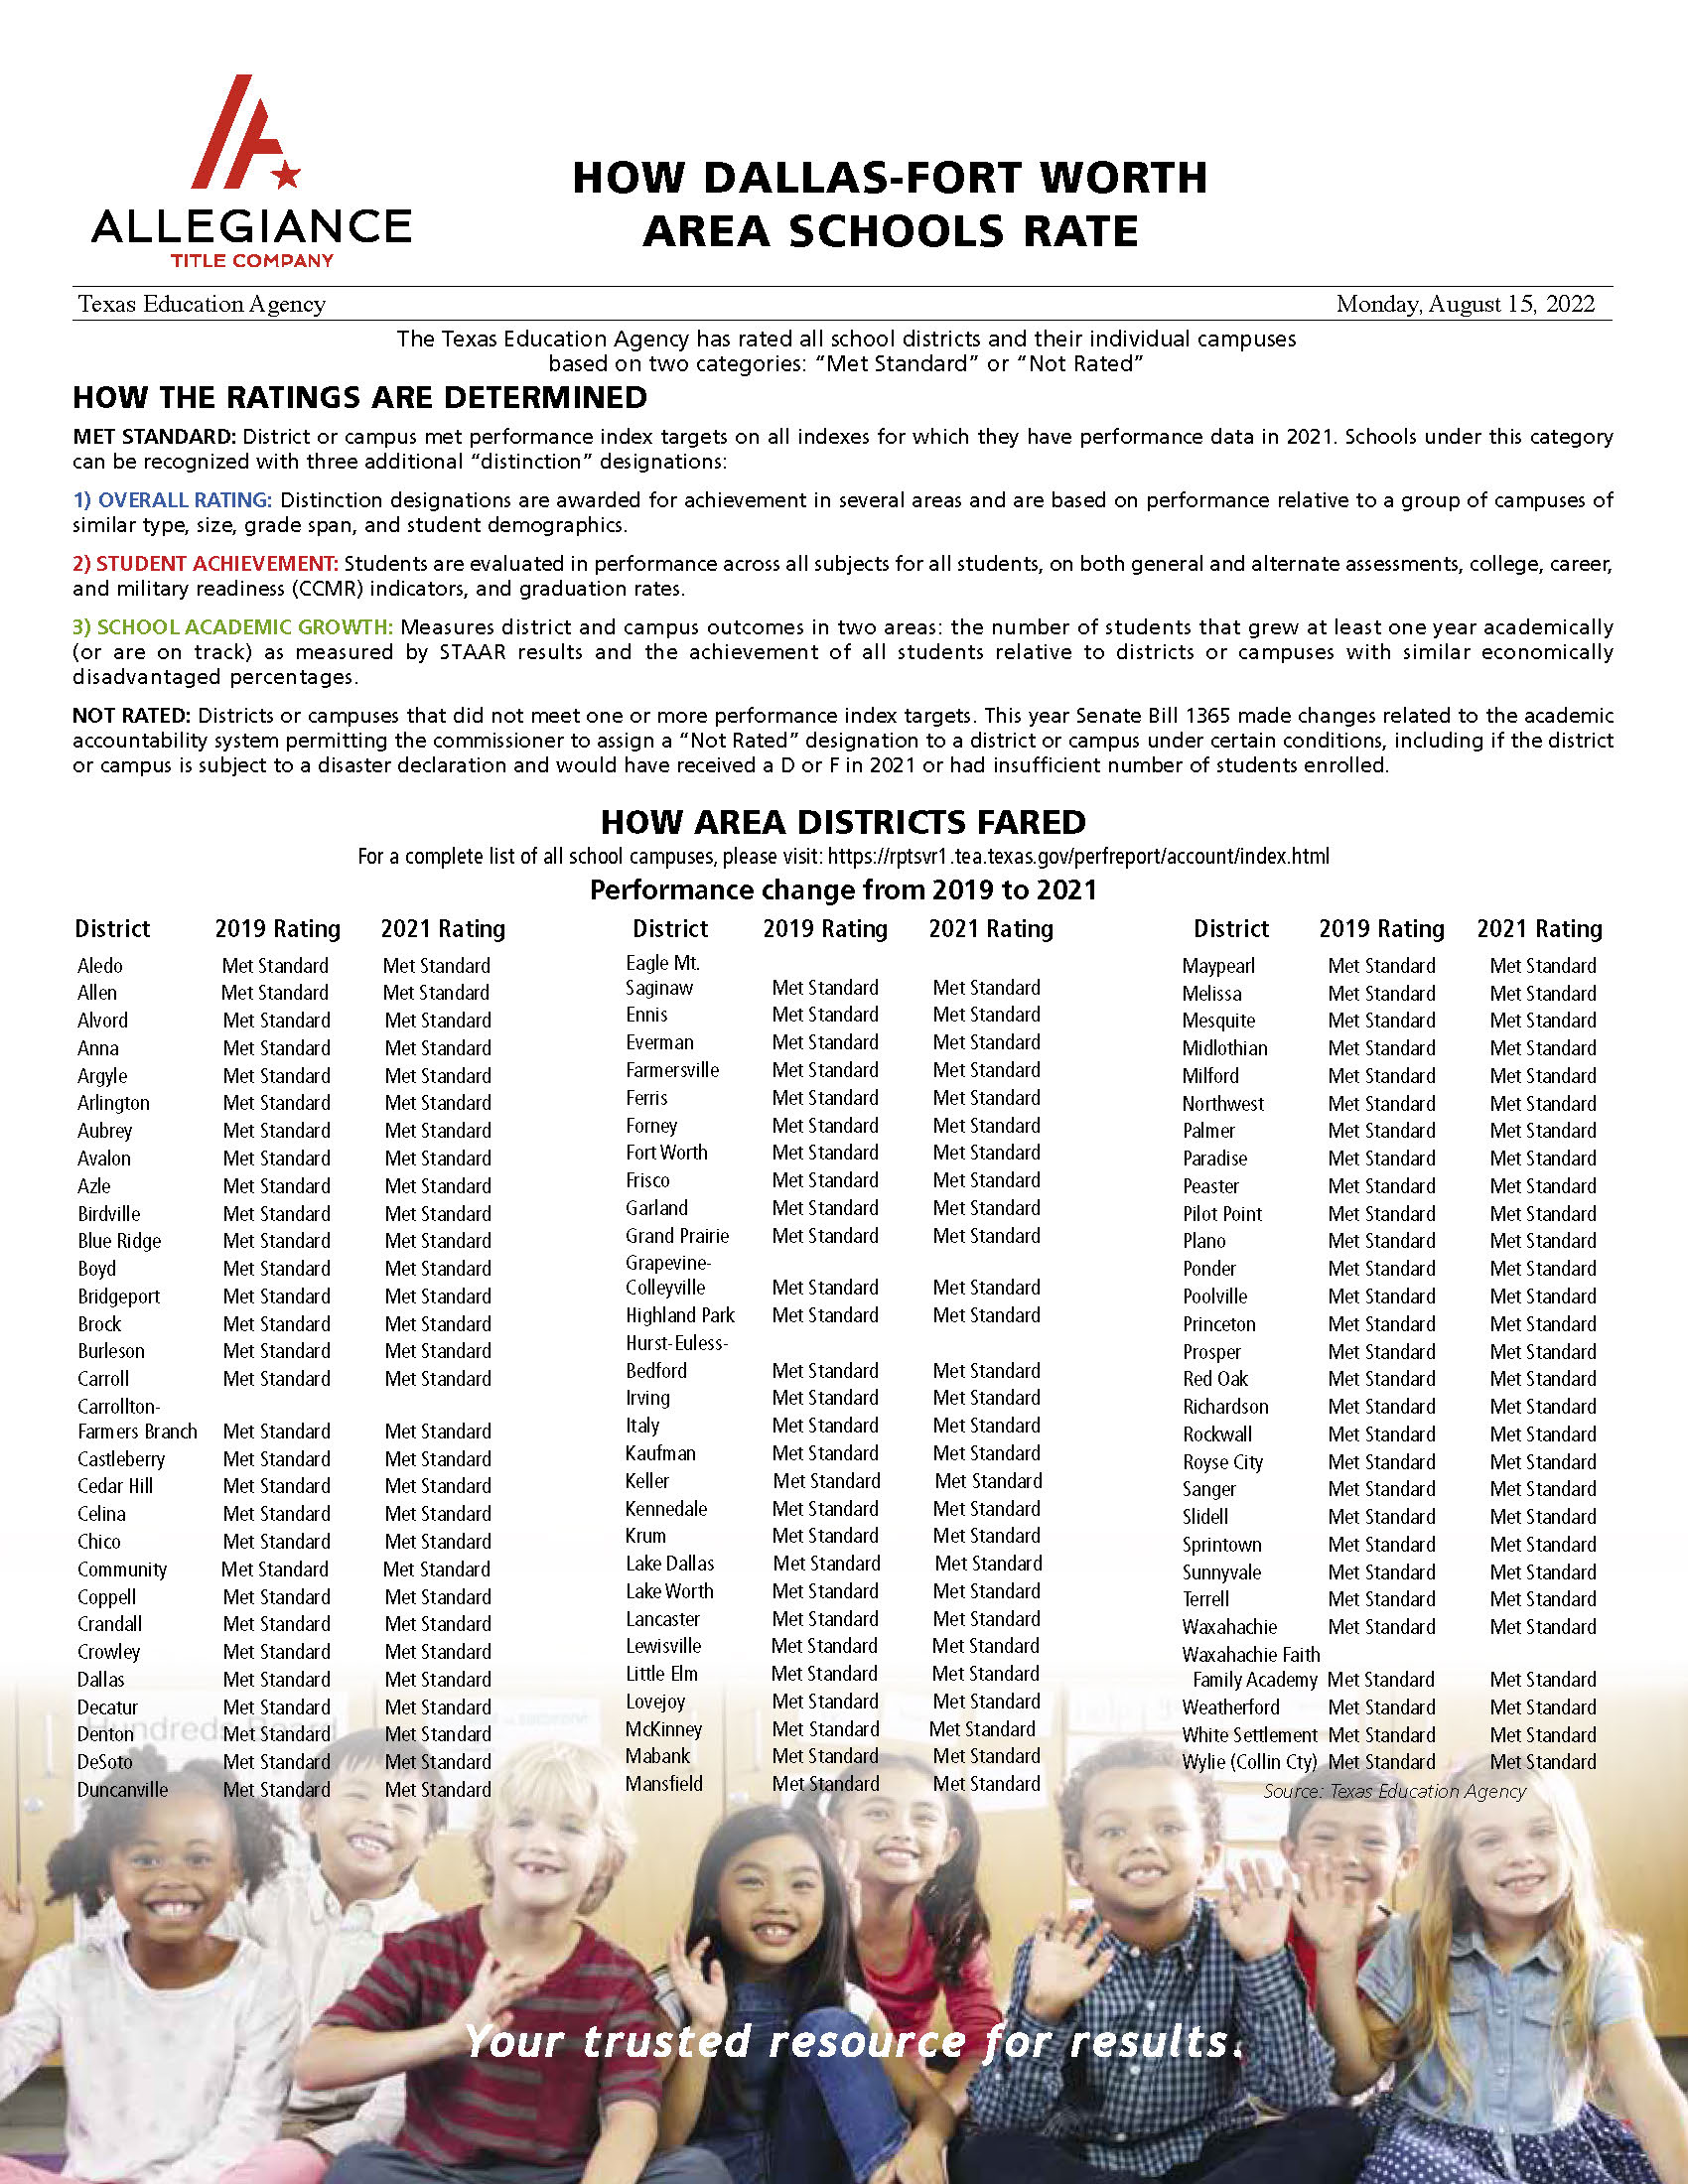 ALLEGIANCE
TITLE COMPANY
HOW DALLAS-FORT WORTH
AREA SCHOOLS RATE
Texas Education Agency Monday, August 15, 2022
The Texas Education Agency has rated all school districts and their individual campuses
based on two categories: “Met Standard” or “Not Rated”
HOW THE RATINGS ARE DETERMINED
MET STANDARD: District or campus met performance index targets on all indexes for which they have performance data in 2021. Schools under this category
can be recognized with three additional “distinction” designations:
1) OVERALL RATING: Distinction designations are awarded for achievement in several areas and are based on performance relative to a group of campuses of
similar type, size, grade span, and student demographics.
2) STUDENT ACHIEVEMENT: Students are evaluated in performance across all subjects for all students, on both general and alternate assessments, college, career,
and military readiness (CCMR) indicators, and graduation rates.
3) SCHOOL ACADEMIC GROWTH: Measures district and campus outcomes in two areas: the number of students that grew at least one year academically
(or are on track) as measured by STAAR results and the achievement of all students relative to districts or campuses with similar economically
disadvantaged percentages.
NOT RATED: Districts or campuses that did not meet one or more performance index targets. This year Senate Bill 1365 made changes related to the academic
accountability system permitting the commissioner to assign a “Not Rated” designation to a district or campus under certain conditions, including if the district
or campus is subject to a disaster declaration and would have received a D or F in 2021 or had insufficient number of students enrolled.
HOW AREA DISTRICTS FARED
For a complete list of all school campuses, please visit: https://rptsvr1.tea.texas.gov/perfreport/account/index.html
Performance change from 2019 to 2021
District 2019 Rating 2021 Rating
Aledo Met Standard Met Standard
Allen Met Standard Met Standard
Alvord Met Standard Met Standard
Anna Met Standard Met Standard
Argyle Met Standard Met Standard
Arlington Met Standard Met Standard
Aubrey Met Standard Met Standard
Avalon Met Standard Met Standard
Azle Met Standard Met Standard
Birdville Met Standard Met Standard
Blue Ridge Met Standard Met Standard
Boyd Met Standard Met Standard
Bridgeport Met Standard Met Standard
Brock Met Standard Met Standard
Burleson Met Standard Met Standard
Carroll Met Standard Met Standard
Carrollton-
Farmers Branch Met Standard Met Standard
Castleberry Met Standard Met Standard
Cedar Hill Met Standard Met Standard
Celina Met Standard Met Standard
Chico Met Standard Met Standard
Community Met Standard Met Standard
Coppell Met Standard Met Standard
Crandall Met Standard Met Standard
Crowley Met Standard Met Standard
Dallas Met Standard Met Standard
Decatur Met Standard Met Standard
Denton Met Standard Met Standard
DeSoto Met Standard Met Standard
Duncanville Met Standard Met Standard
District 2019 Rating 2021 Rating
Eagle Mt.
Saginaw Met Standard Met Standard
Ennis Met Standard Met Standard
Everman Met Standard Met Standard
Farmersville Met Standard Met Standard
Ferris Met Standard Met Standard
Forney Met Standard Met Standard
Fort Worth Met Standard Met Standard
Frisco Met Standard Met Standard
Garland Met Standard Met Standard
Grand Prairie Met Standard Met Standard
Grapevine-
Colleyville Met Standard Met Standard
Highland Park Met Standard Met Standard
Hurst-Euless-
Bedford Met Standard Met Standard
Irving Met Standard Met Standard
Italy Met Standard Met Standard
Kaufman Met Standard Met Standard
Keller Met Standard Met Standard
Kennedale Met Standard Met Standard
Krum Met Standard Met Standard
Lake Dallas Met Standard Met Standard
Lake Worth Met Standard Met Standard
Lancaster Met Standard Met Standard
Lewisville Met Standard Met Standard
Little Elm Met Standard Met Standard
Lovejoy Met Standard Met Standard
McKinney Met Standard Met Standard
Mabank Met Standard Met Standard
Mansfield Met Standard Met Standard
District 2019 Rating 2021 Rating
Maypearl Met Standard Met Standard
Melissa Met Standard Met Standard
Mesquite Met Standard Met Standard
Midlothian Met Standard Met Standard
Milford Met Standard Met Standard
Northwest Met Standard Met Standard
Palmer Met Standard Met Standard
Paradise Met Standard Met Standard
Peaster Met Standard Met Standard
Pilot Point Met Standard Met Standard
Plano Met Standard Met Standard
Ponder Met Standard Met Standard
Poolville Met Standard Met Standard
Princeton Met Standard Met Standard
Prosper Met Standard Met Standard
Red Oak Met Standard Met Standard
Richardson Met Standard Met Standard
Rockwall Met Standard Met Standard
Royse City Met Standard Met Standard
Sanger Met Standard Met Standard
Slidell Met Standard Met Standard
Sprintown Met Standard Met Standard
Sunnyvale Met Standard Met Standard
Terrell Met Standard Met Standard
Waxahachie Met Standard Met Standard
Waxahachie Faith
Family Academy Met Standard Met Standard
Weatherford Met Standard Met Standard
White Settlement Met Standard Met Standard
Wylie (Collin Cty) Met Standard Met Standard
Source: Texas Education Agency
Hundreds Board
Your trusted resource for results.